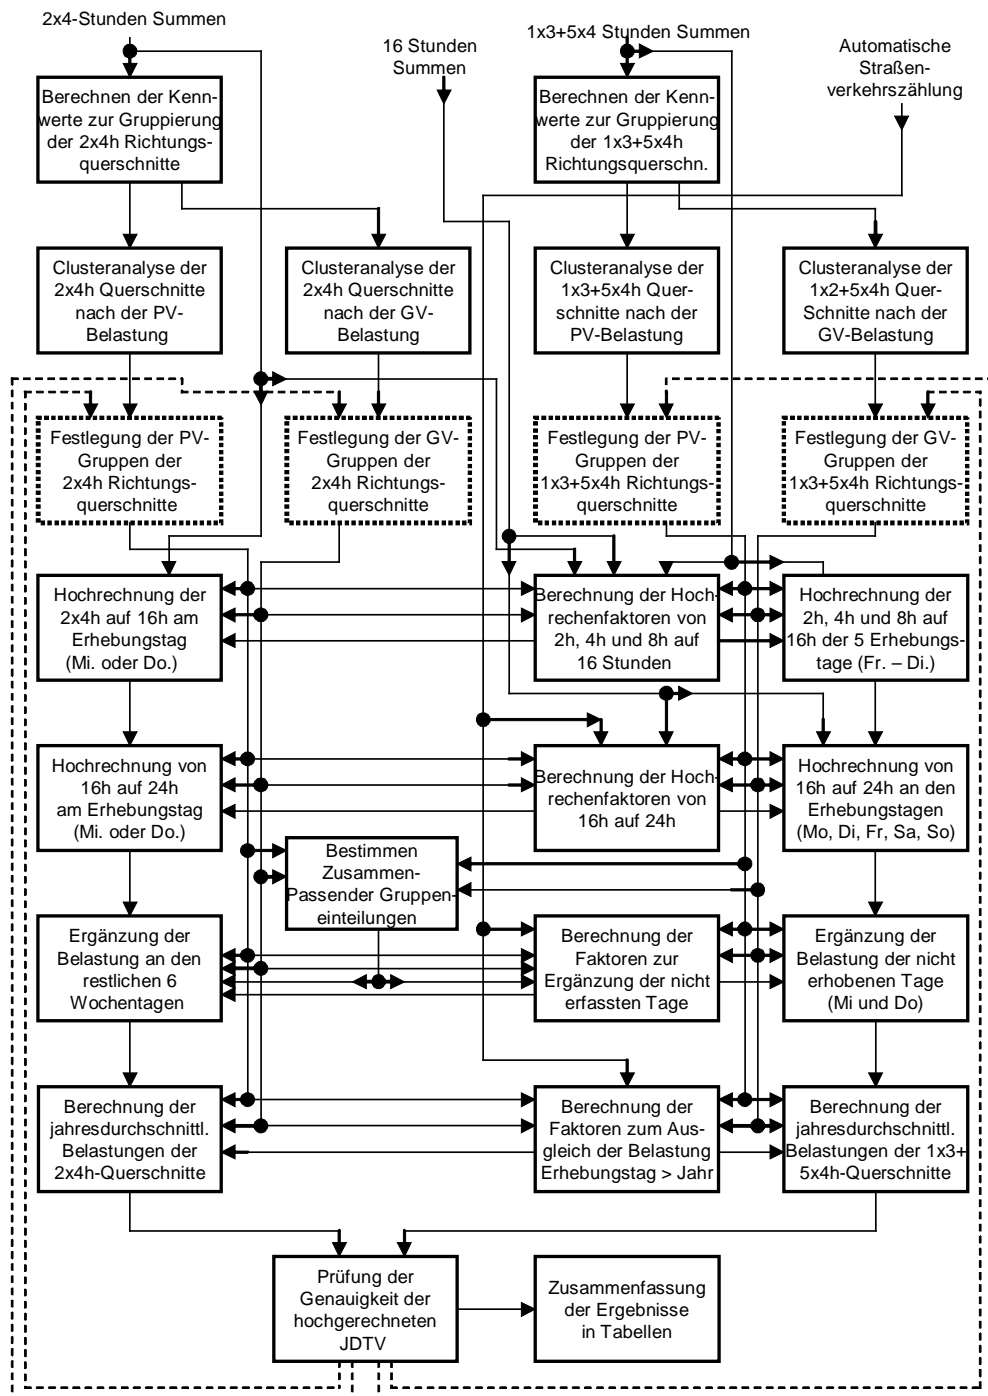 2x4-Stunden Summen
16 Stunden
Summen
1x3+5x4 Stunden Summen
Automatische
Straßen-
verkehrszählung
Berechnen der Kenn-
werte zur Gruppierung
der 2x4h Richtungs-
querschnitte
Berechnen der Kenn-
werte zur Gruppierung
der 1x3+5x4h
Richtungsquerschn.
Clusteranalyse der
2x4h Querschnitte
nach der PV-
Belastung
Clusteranalyse der
2x4h Querschnitte
nach der GV-
Belastung
Clusteranalyse der
1x3+5x4h Quer-
schnitte nach der
PV-Belastung
Clusteranalyse der
1x2+5x4h Quer-
Schnitte nach der
GV-Belastung
Festlegung der PV-
Gruppen der
2x4h Richtungs-
querschnitte
Festlegung der GV-
Gruppen der
2x4h Richtungs-
querschnitte
Festlegung der PV-
Gruppen der
1x3+5x4h Richtungs-
querschnitte
Festlegung der GV-
Gruppen der
1x3+5x4h Richtungs-
querschnitte
Hochrechnung der
2x4h auf 16h am
Erhebungstag
(Mi. oder Do.)
Berechnung der Hoch-
rechenfaktoren von
2h, 4h und 8h auf
16 Stunden
Hochrechnung der
2h, 4h und 8h auf
16h der 5 Erhebungs-
tage (Fr. – Di.)
Hochrechnung von
16h auf 24h
am Erhebungstag
(Mi. oder Do.)
Berechnung der Hoch-
rechenfaktoren von
16h auf 24h
Hochrechnung von
16h auf 24h an den
Erhebungstagen
(Mo, Di, Fr, Sa, So)
Bestimmen
Zusammen-
Passender Gruppen-
einteilungen
Ergänzung der
Belastung an den
restlichen 6
Wochentagen
Berechnung der
Faktoren zur
Ergänzung der nicht
erfassten Tage
Ergänzung der
Belastung der nicht
erhobenen Tage
(Mi und Do)
Berechnung der
jahresdurchschnittl.
Belastungen der
2x4h-Querschnitte
Berechnung der
Faktoren zum Aus-
gleich der Belastung
Erhebungstag > Jahr
Berechnung der
jahresdurchschnittl.
Belastungen der 1x3+
5x4h-Querschnitte
Prüfung der
Genauigkeit der
hochgerechneten
JDTV
Zusammenfassung
der Ergebnisse
in Tabellen